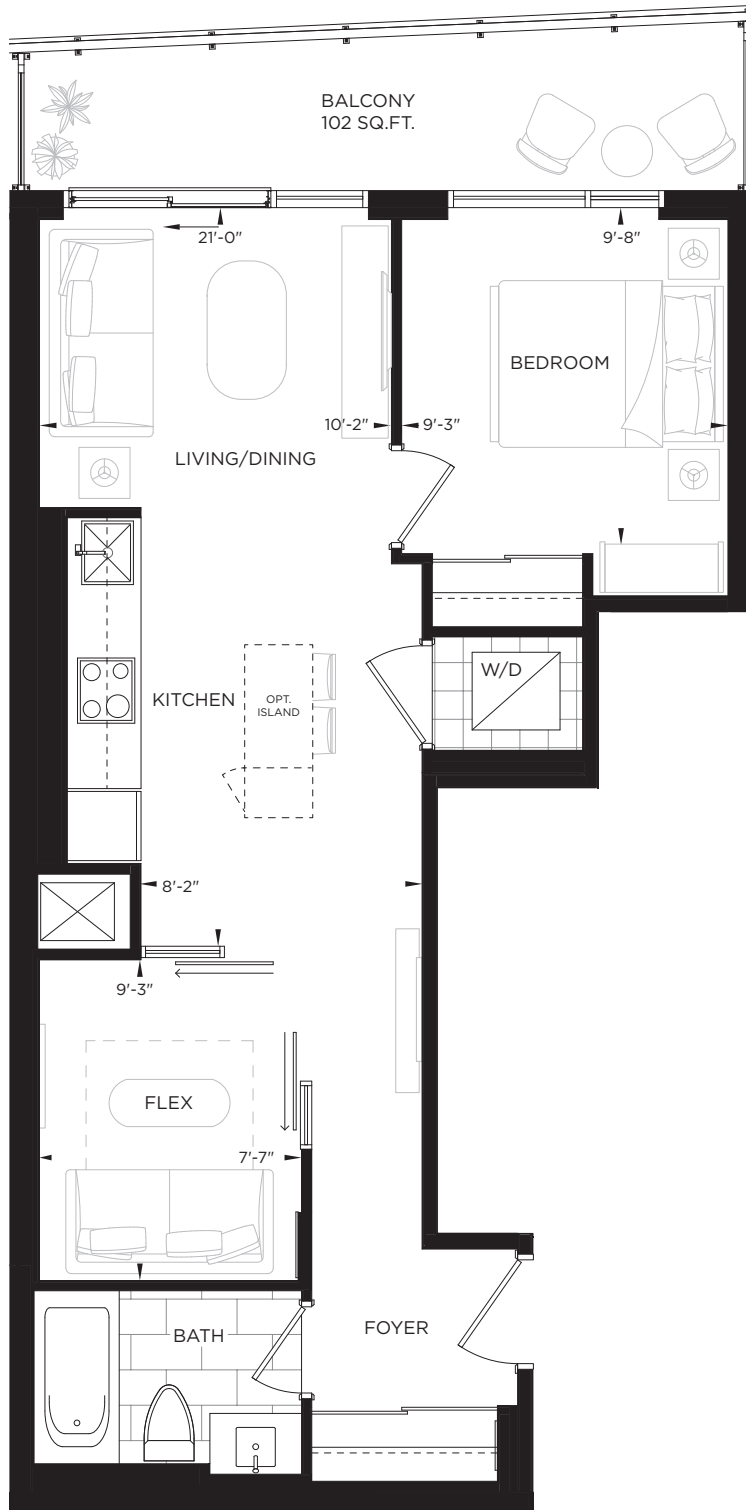 BALCONY
102 SQ.FT.
21'-0"
9'-8"
BEDROOM
10'-2"
9'-3"
LIVING/DINING
W/D
KITCHEN
OPT.
ISLAND
8'-2"
9'-3"
FLEX
7'-7"
BATH
FOYER